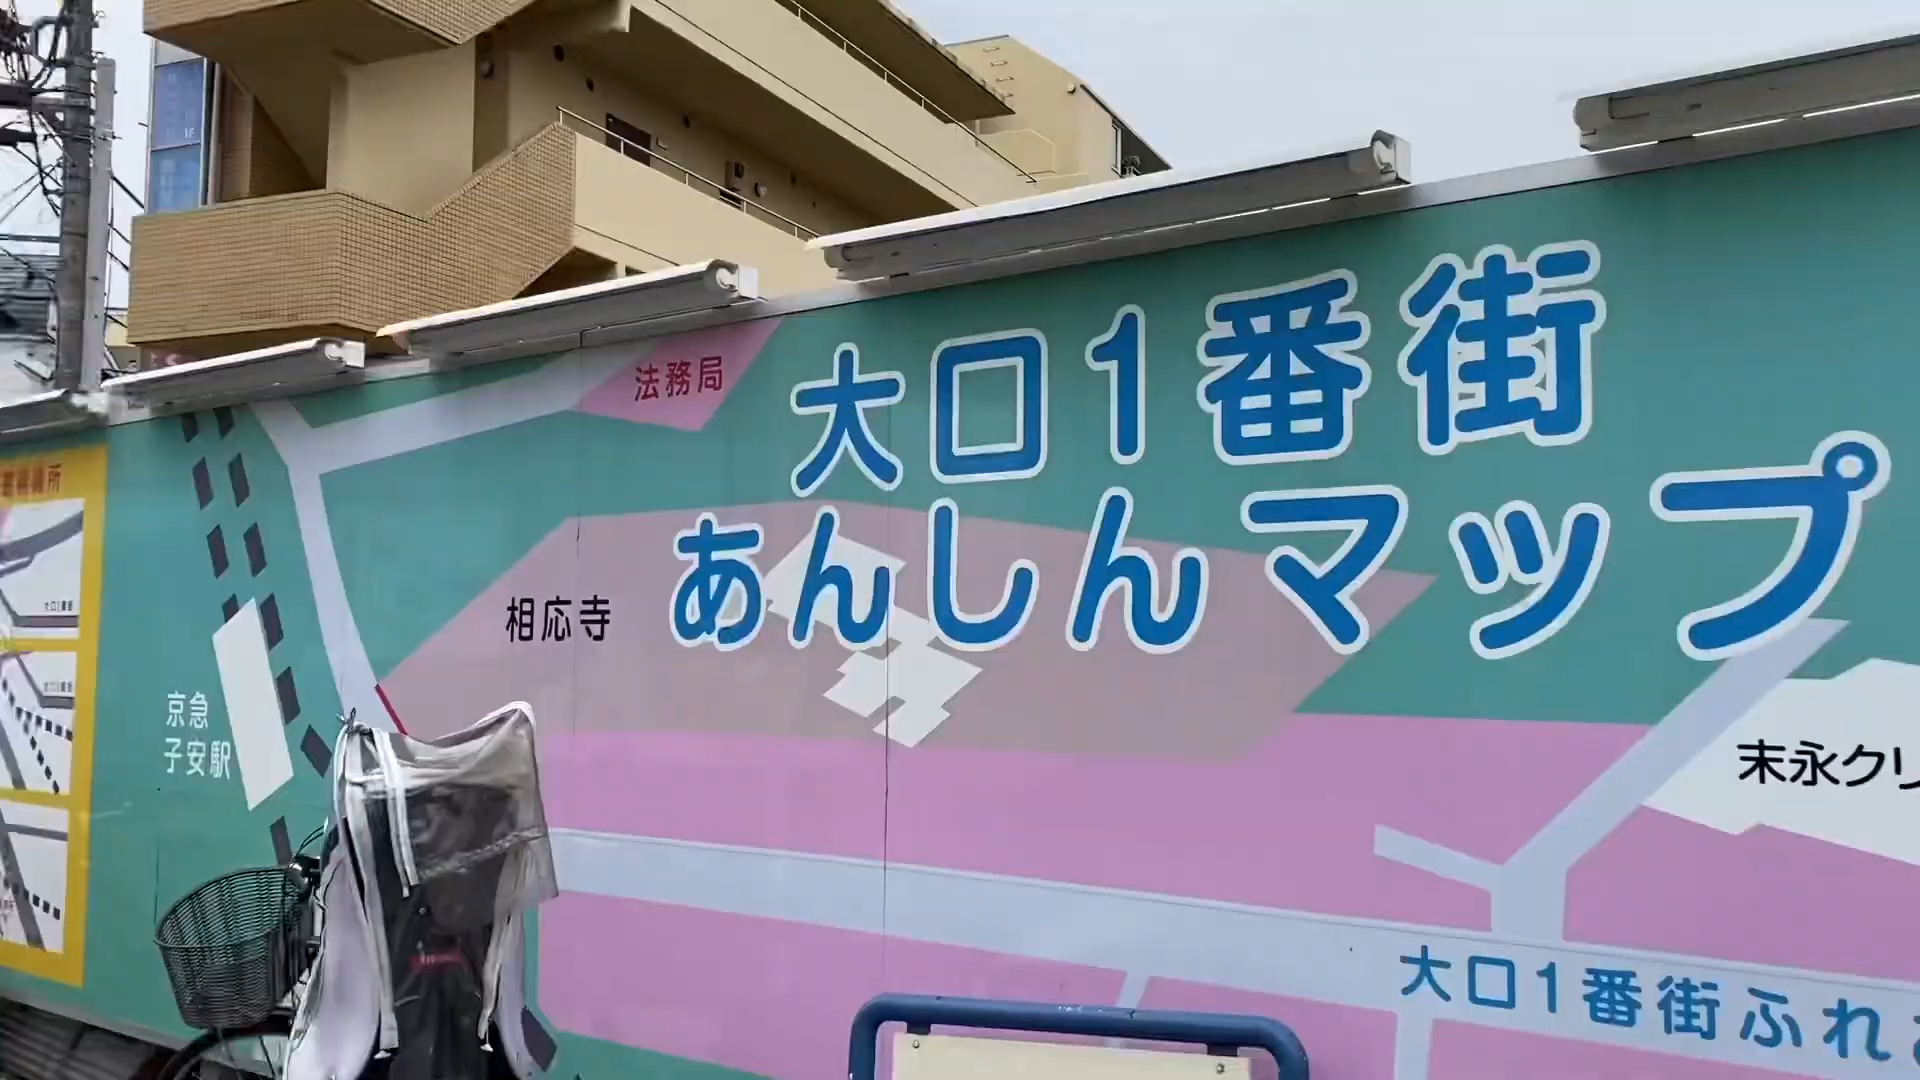 大口1番街
あんしんマップ
法務局
相応寺
京急
子安駅
末永クリ
大口1番街ふれ